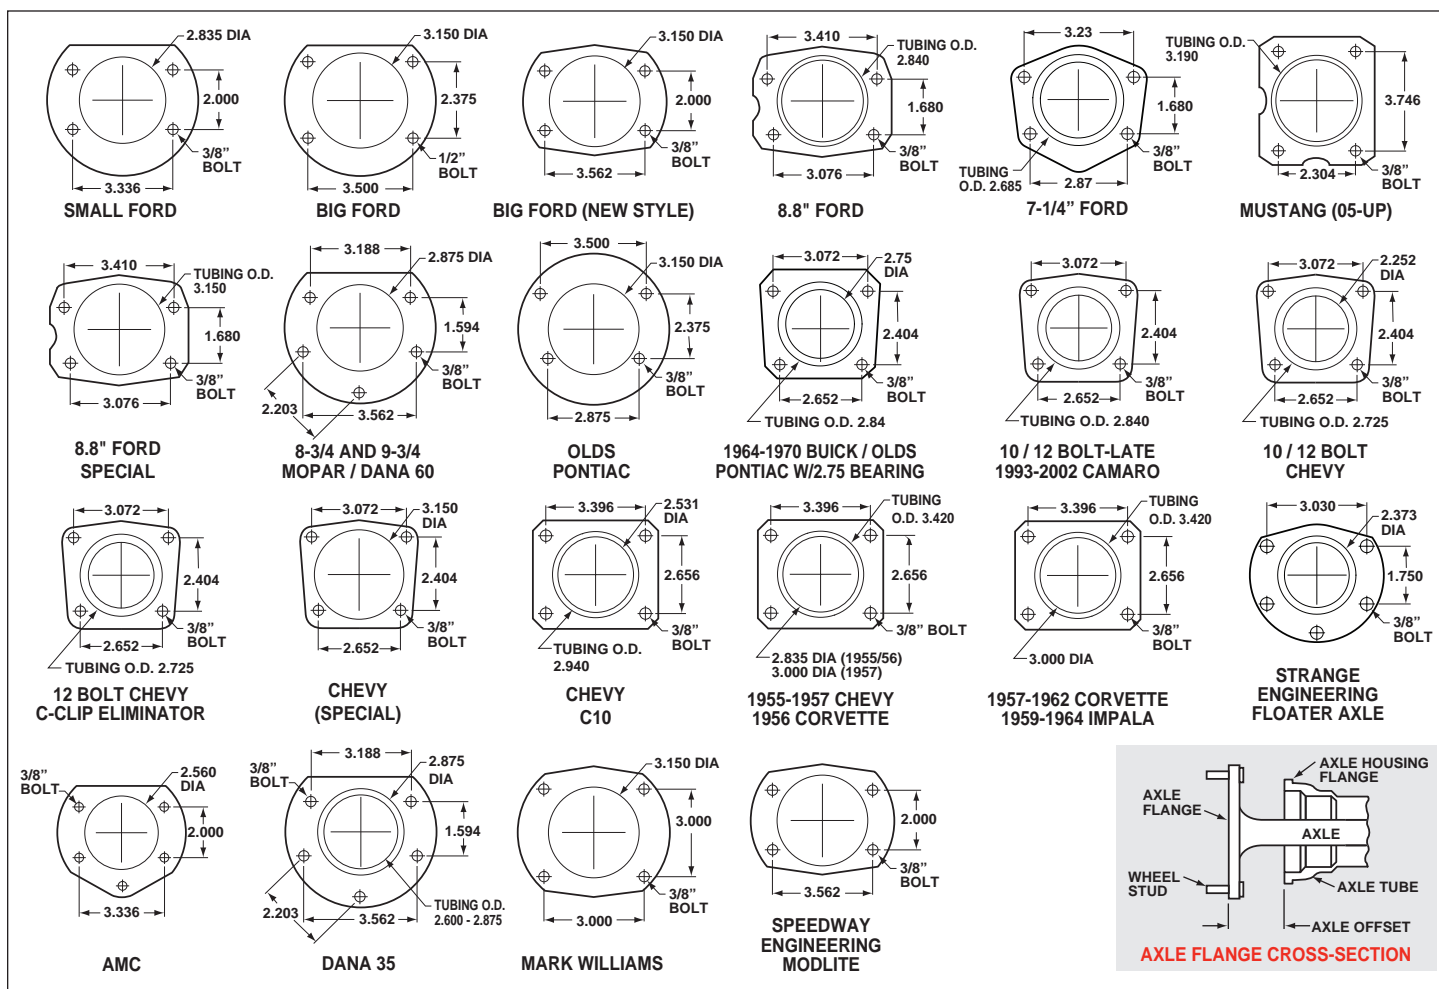 2.835 DIA
2.000
3/8”
BOLT
3.336
SMALL FORD
3.150 DIA
2.375
1/2”
BOLT
3.500
BIG FORD
3.150 DIA
2.000
3/8”
BOLT
3.562
BIG FORD (NEW STYLE)
3.410
TUBING O.D.
2.840
1.680
3/8”
BOLT
3.076
8.8" FORD
3.23
1.680
3/8”
BOLT
TUBING
O.D. 2.685
2.87
7-1/4” FORD
TUBING O.D.
3.190
3.746
3/8”
BOLT
2.304
MUSTANG (05-UP)
3.410
TUBING O.D.
3.150
1.680
3/8”
BOLT
3.076
8.8" FORD
SPECIAL
3.188
2.875 DIA
1.594
3/8”
BOLT
2.203
3.562
8-3/4 AND 9-3/4
MOPAR / DANA 60
3.500
3.150 DIA
2.375
3/8”
BOLT
2.875
OLDS
PONTIAC
3.072
2.75
DIA
2.404
3/8”
BOLT
2.652
TUBING O.D. 2.84
1964-1970 BUICK / OLDS
PONTIAC W/2.75 BEARING
3.072
2.404
3/8”
BOLT
2.652
TUBING O.D. 2.840
10 / 12 BOLT-LATE
1993-2002 CAMARO
3.072
2.252
DIA
2.404
3/8”
BOLT
2.652
TUBING O.D. 2.725
10 / 12 BOLT
CHEVY
3.072
2.404
3/8”
BOLT
2.652
TUBING O.D. 2.725
12 BOLT CHEVY
C-CLIP ELIMINATOR
3.072
3.150
DIA
2.404
3/8”
BOLT
2.652
CHEVY
(SPECIAL)
3.396
2.531
DIA
2.656
3/8”
BOLT
TUBING O.D.
2.940
CHEVY
C10
3.396
TUBING
O.D. 3.420
2.656
3/8” BOLT
2.835 DIA (1955/56)
3.000 DIA (1957)
1955-1957 CHEVY
1956 CORVETTE
3.396
TUBING
O.D. 3.420
2.656
3/8”
BOLT
3.000 DIA
1957-1962 CORVETTE
1959-1964 IMPALA
3.030
2.373
DIA
1.750
3/8”
BOLT
STRANGE
ENGINEERING
FLOATER AXLE
3/8”
BOLT
2.560
DIA
2.000
3.336
AMC
3/8”
BOLT
3.188
2.875
DIA
1.594
2.203
3.562
TUBING O.D.
2.600 - 2.875
DANA 35
3.150 DIA
3.000
3/8”
BOLT
3.000
MARK WILLIAMS
2.000
3/8”
BOLT
3.562
SPEEDWAY
ENGINEERING
MODLITE
AXLE HOUSING
FLANGE
AXLE
FLANGE
AXLE
WHEEL
STUD
AXLE TUBE
AXLE OFFSET
AXLE FLANGE CROSS-SECTION